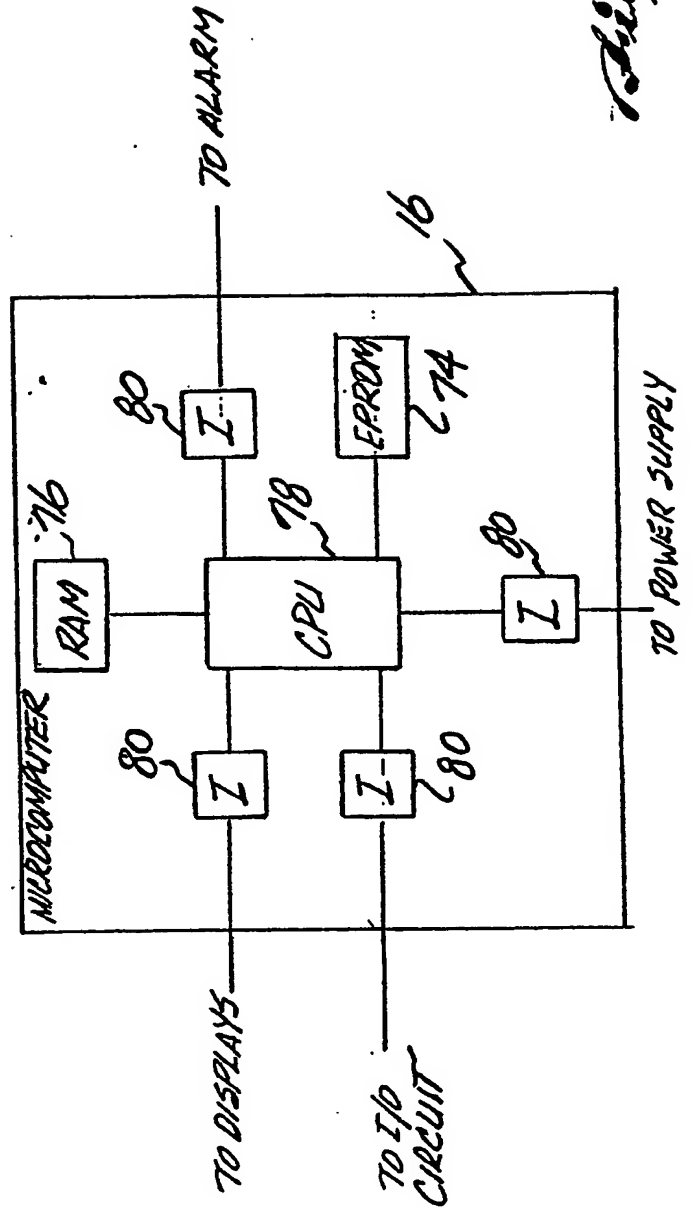 MICROCOMPUTER
RAM
76
80
I
TO ALARM
16
TO DISPLAYS
80
I
CPU
78
EPROM
74
TO I/O
CIRCUIT
I
80
80
I
TO POWER SUPPLY